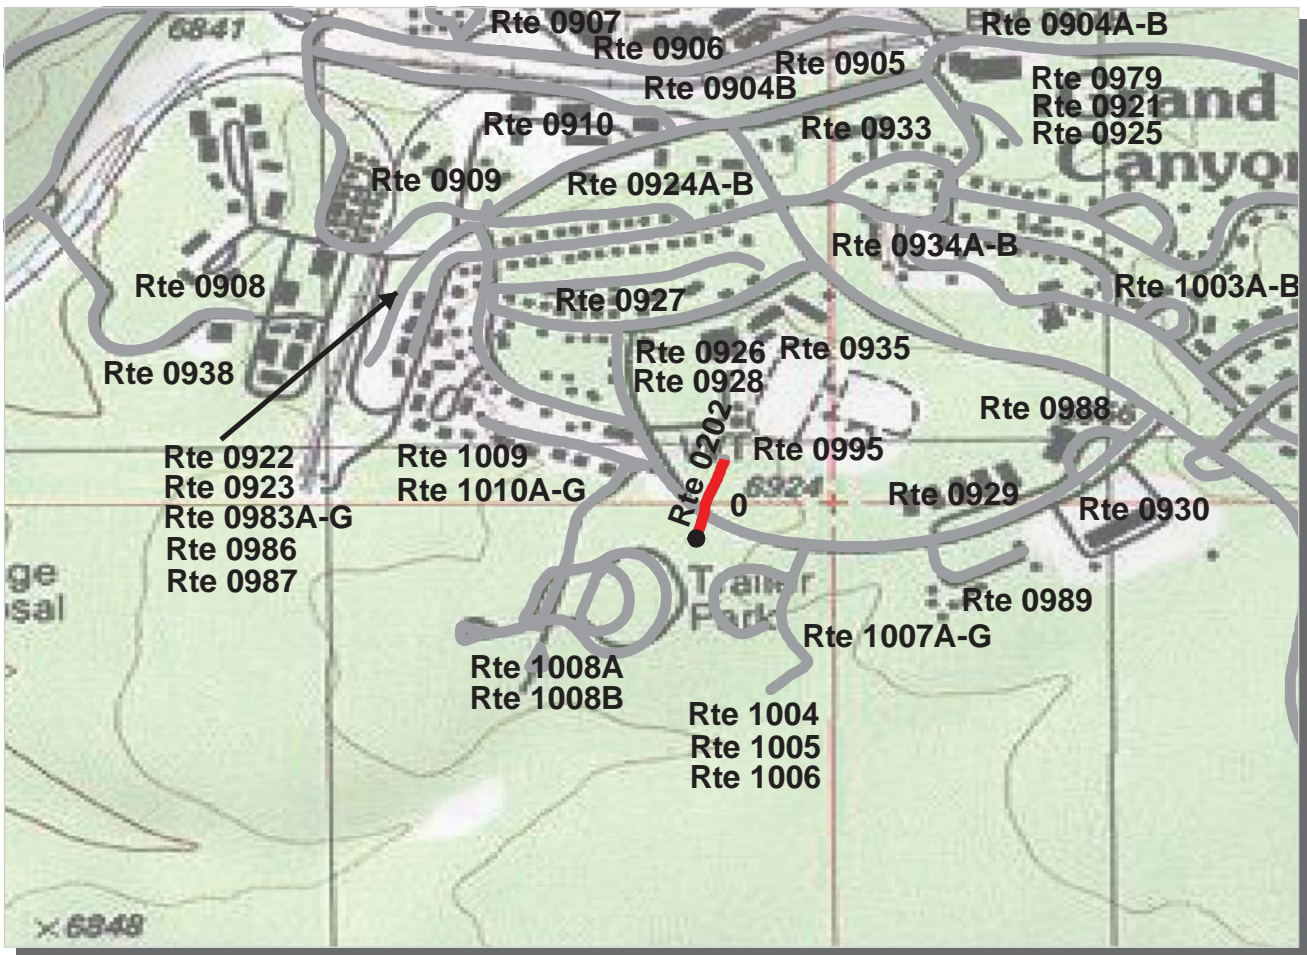 6841
Rte 0907
Rte 0904A-B
Rte 0906
Rte 0905
Rte 0904B
Rte 0979
Rte 0921
Rte 0925
Grand
Canyon
Rte 0910
Rte 0933
Rte 0909
Rte 0924A-B
Rte 0934A-B
Rte 0908
Rte 0927
Rte 1003A-B
Rte 0926
Rte 0928
Rte 0935
Rte 0938
Rte 0988
Rte 0202
Rte 0995
Rte 0922
Rte 0923
Rte 0983A-G
Rte 0986
Rte 0987
Rte 1009
Rte 1010A-G
6924
0
Rte 0929
Rte 0930
ge
sal
Trailer
Park
Rte 0989
Rte 1007A-G
Rte 1008A
Rte 1008B
Rte 1004
Rte 1005
Rte 1006
×6848